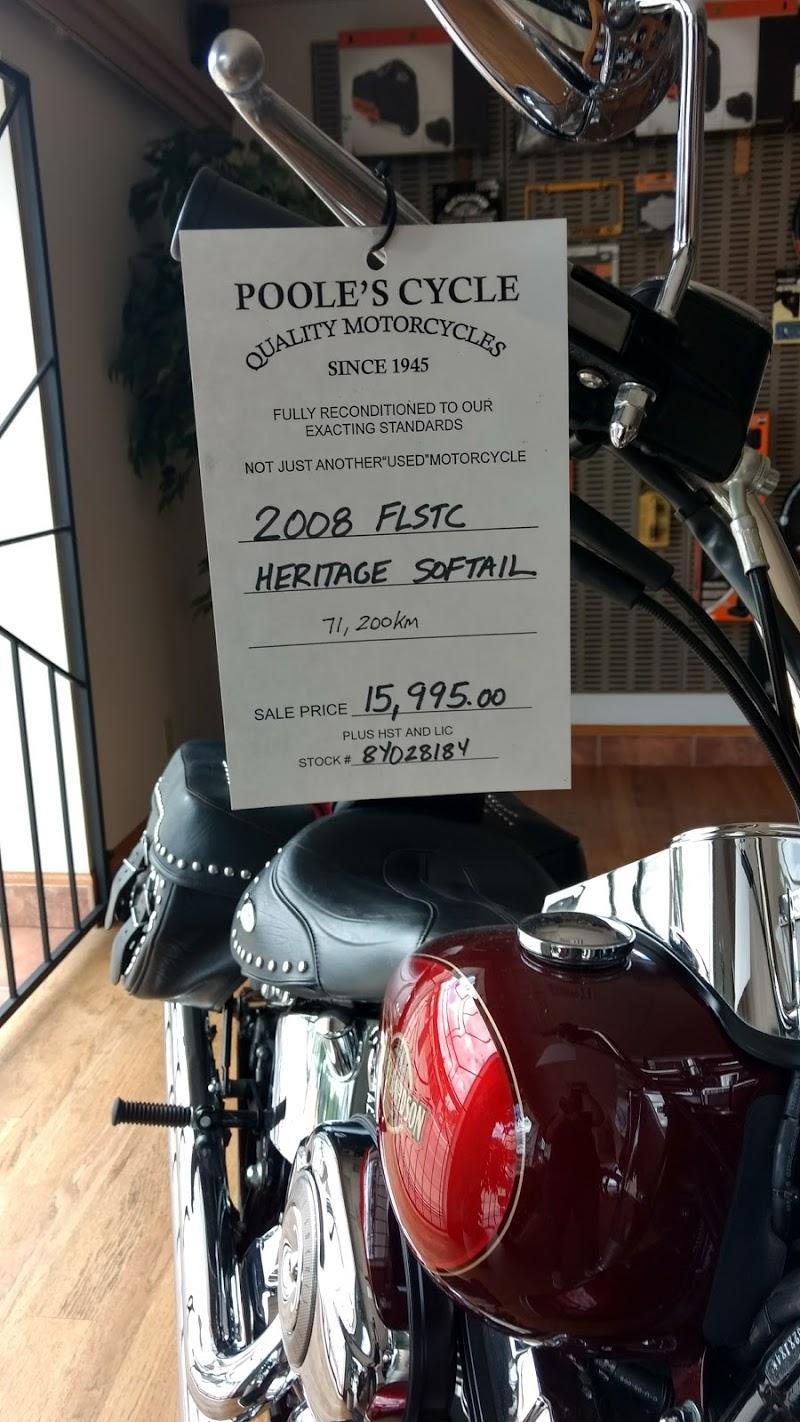 POOLE'S CYCLE
QUALITY MOTORCYCLES
SINCE 1945
FULLY RECONDITIONED TO OUR
EXACTING STANDARDS
NOT JUST ANOTHER"USED"MOTORCYCLE
2008 FLSTC
HERITAGE SOFTAIL
71,200km
SALE PRICE 15,995.00
PLUS HST AND LIC
STOCK # 8Y028184